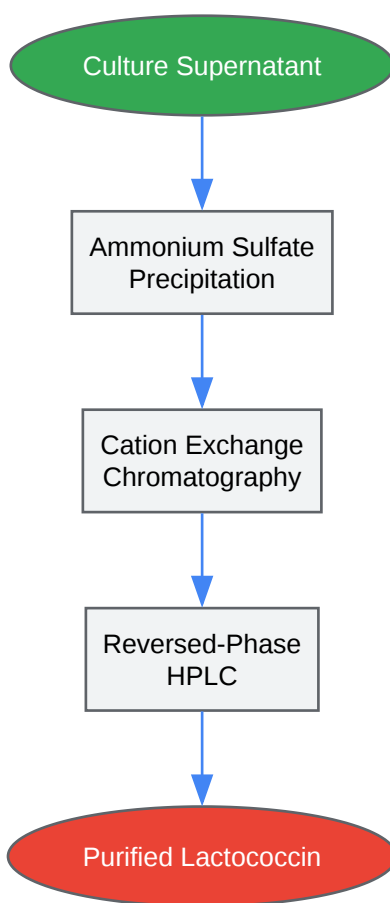 Culture Supernatant
Ammonium Sulfate
Precipitation
Cation Exchange
Chromatography
Reversed-Phase
HPLC
Purified Lactococcin